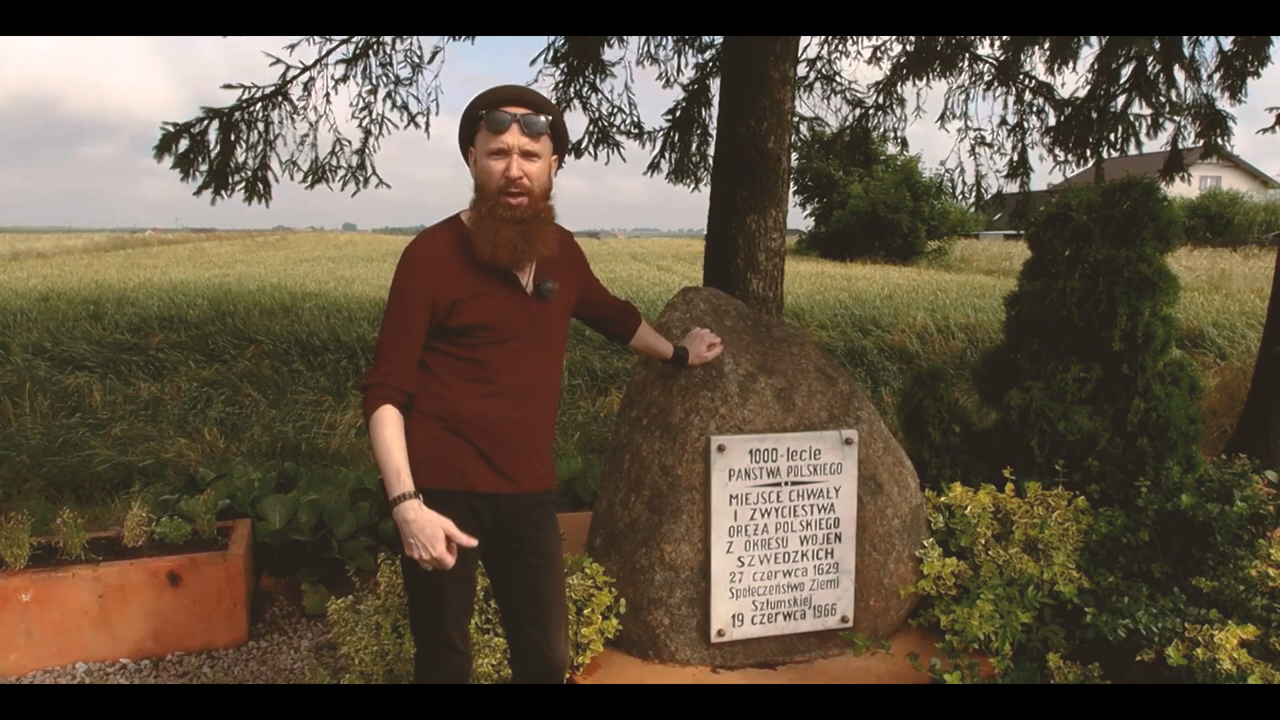 1000-lecie
PAŃSTWA POLSKIEGO
MIEJSCE CHWAŁY
I ZWYCIĘSTWA
ORĘŻA POLSKIEGO
Z OKRESU WOJEN
SZWEDZKICH
27 czerwca 1629
Społeczeństwo Ziemi
Sztumskiej
19 czerwca 1966